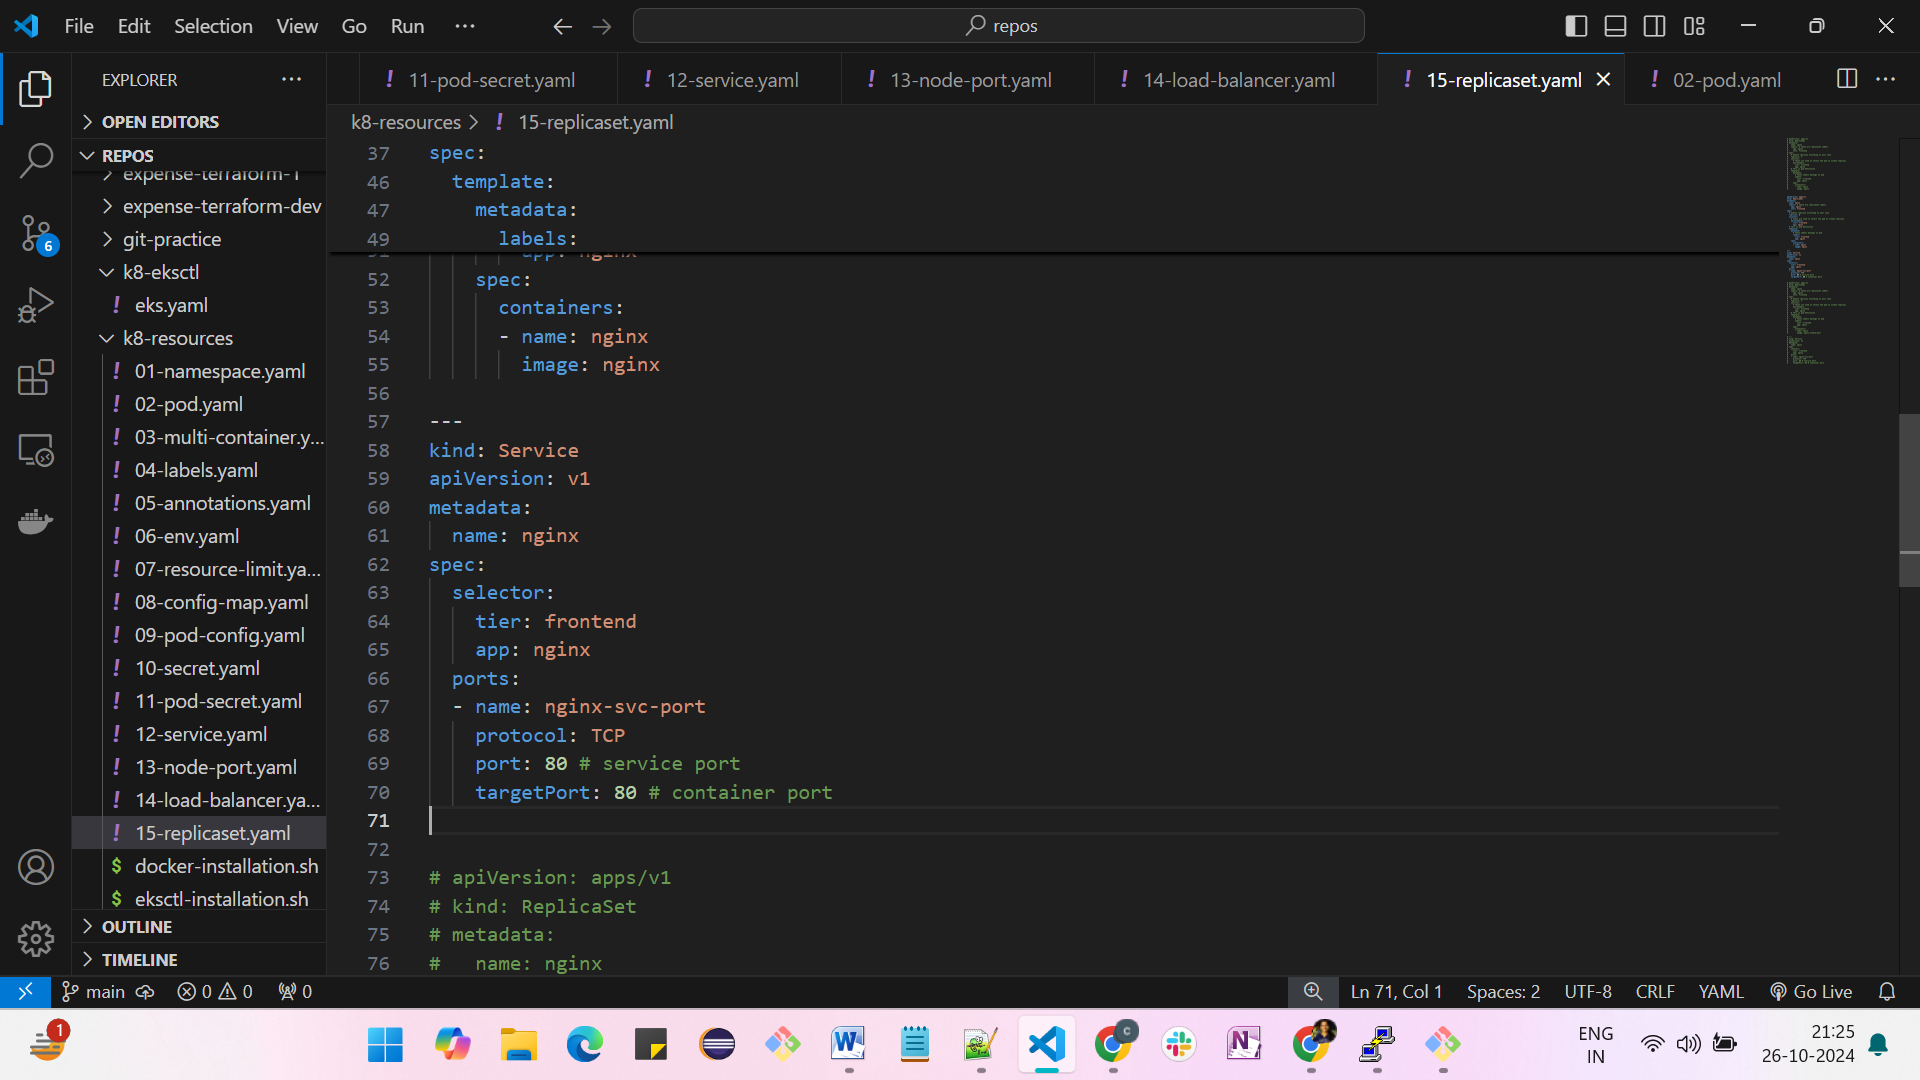 File Edit Selection View Go Run ···
repos
EXPLORER ···
OPEN EDITORS
REPOS
expense-terraform-1
expense-terraform-dev
git-practice
k8-eksctl
! eks.yaml
k8-resources
! 01-namespace.yaml
! 02-pod.yaml
! 03-multi-container.y...
! 04-labels.yaml
! 05-annotations.yaml
! 06-env.yaml
! 07-resource-limit.ya...
! 08-config-map.yaml
! 09-pod-config.yaml
! 10-secret.yaml
! 11-pod-secret.yaml
! 12-service.yaml
! 13-node-port.yaml
! 14-load-balancer.ya...
! 15-replicaset.yaml
$ docker-installation.sh
$ eksctl-installation.sh
OUTLINE
TIMELINE
6
! 11-pod-secret.yaml ! 12-service.yaml ! 13-node-port.yaml ! 14-load-balancer.yaml ! 15-replicaset.yaml ! 02-pod.yaml ···
k8-resources > ! 15-replicaset.yaml
37 spec:
46 template:
47 metadata:
49 labels:
51 app: nginx
52 spec:
53 containers:
54 - name: nginx
55 image: nginx
56
57 ---
58 kind: Service
59 apiVersion: v1
60 metadata:
61 name: nginx
62 spec:
63 selector:
64 tier: frontend
65 app: nginx
66 ports:
67 - name: nginx-svc-port
68 protocol: TCP
69 port: 80 # service port
70 targetPort: 80 # container port
71
72
73 # apiVersion: apps/v1
74 # kind: ReplicaSet
75 # metadata:
76 # name: nginx
main 0 0 0 Ln 71, Col 1 Spaces: 2 UTF-8 CRLF YAML Go Live
1
W
N
C
ENG
IN
21:25
26-10-2024